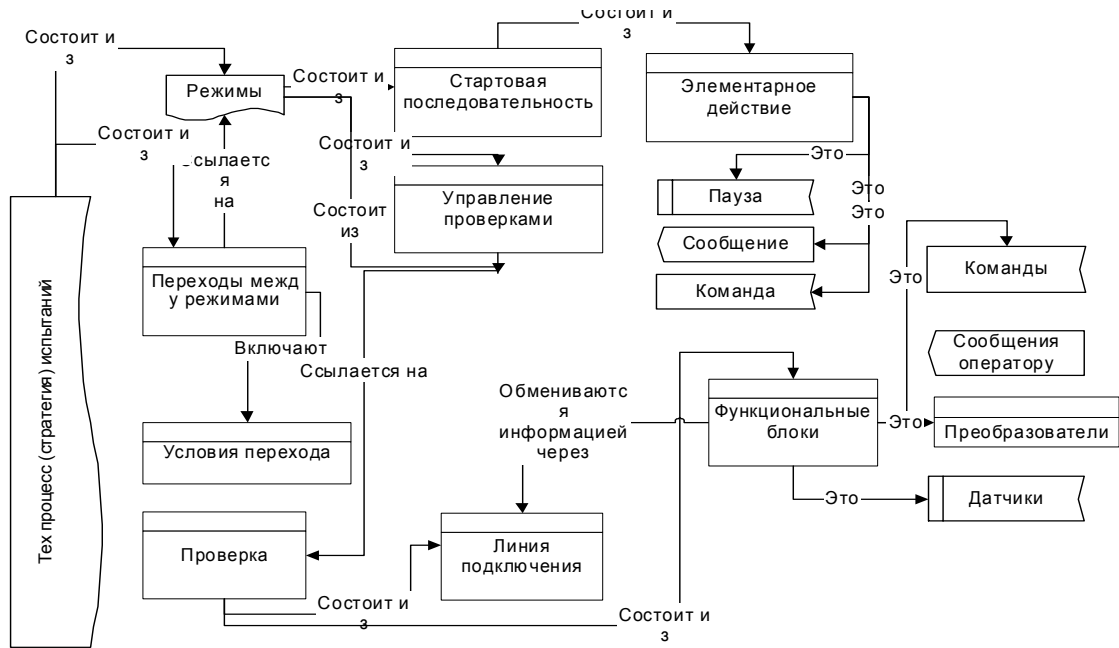 Состоит и
з
Состоит и
з
Режимы
Состоит и
з
Стартовая
последовательность
Состоит и
з
Элементарное
действие
Состоит и
з
Ссылаетс
я
на
Состоит и
з
Это
Пауза
Это
Это
Управление
проверками
Состоит
из
Сообщение
Команда
Это
Команды
Переходы межд
у режимами
Включают
Ссылается на
Сообщения
оператору
Обмениваютс
я
информацией
через
Функциональные
блоки
Это
Преобразователи
Условия перехода
Это
Датчики
Тех процесс (стратегия) испытаний
Проверка
Линия
подключения
Состоит и
з
Состоит и
з